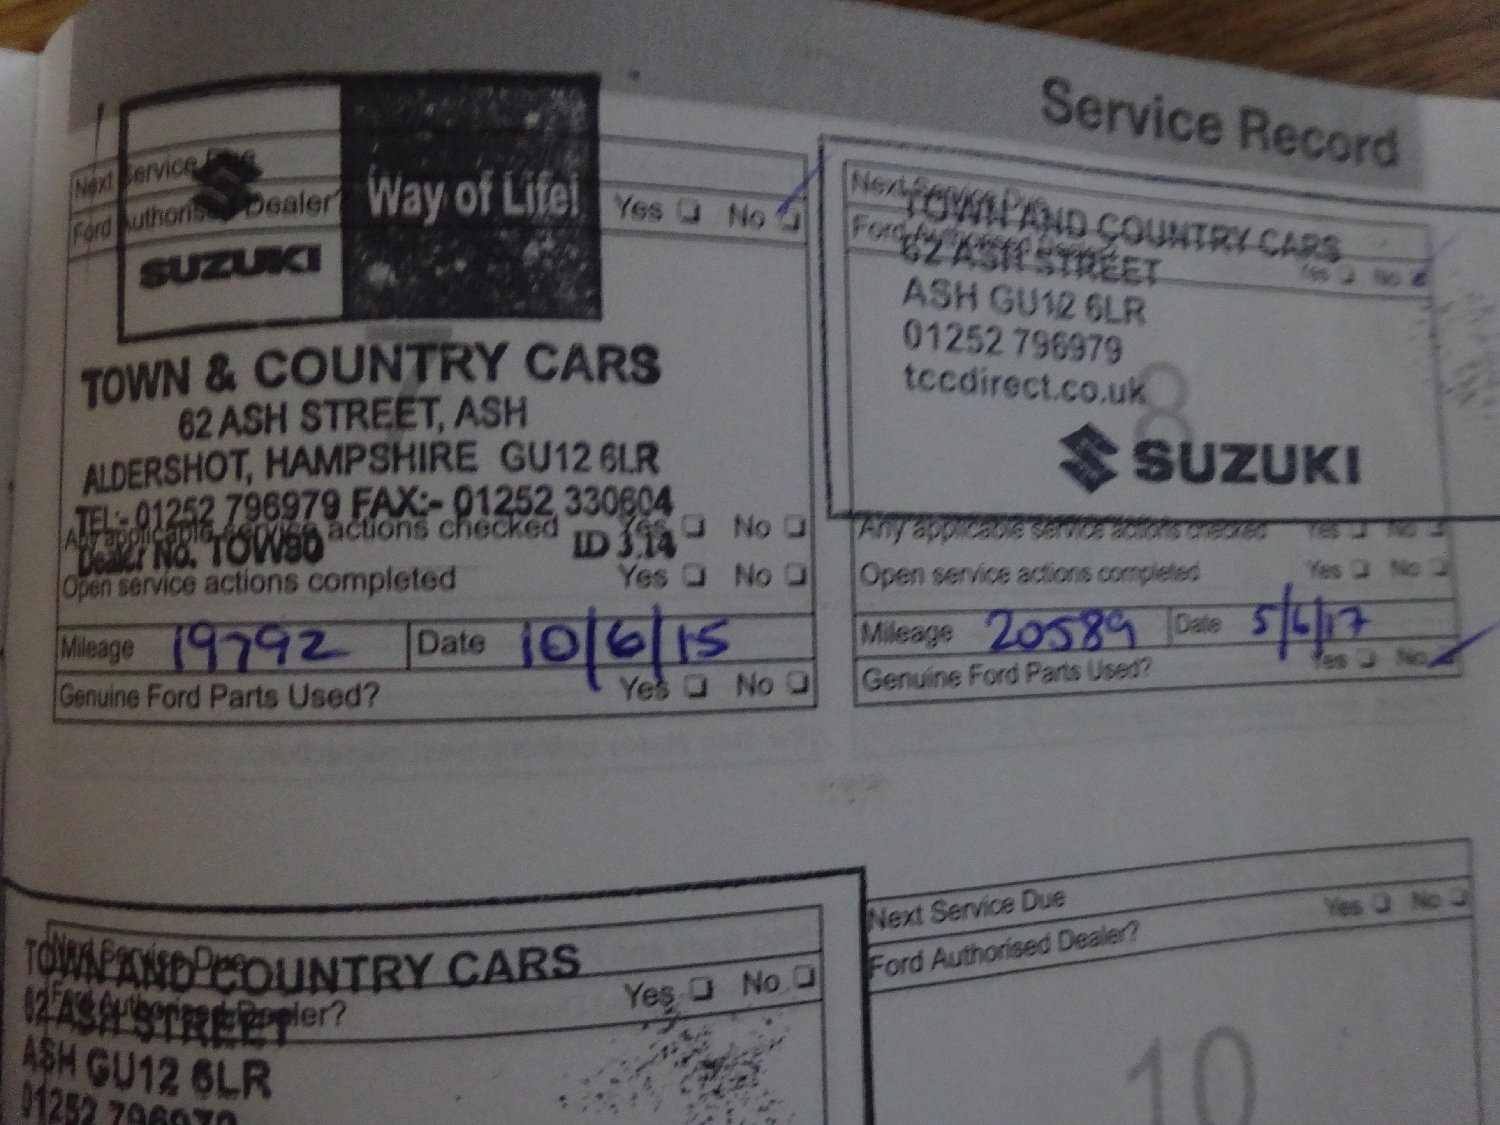 Service Record
Next Service Due
Ford Authorised Dealer? Yes No
SUZUKI
Way of Life!
TOWN & COUNTRY CARS
62 ASH STREET, ASH
ALDERSHOT, HAMPSHIRE GU12 6LR
TEL:- 01252 796979 FAX:- 01252 330604
Any applicable service actions checked Yes No
Dealer No. TOW80 LD 3.14
Open service actions completed Yes No
Mileage 19792 Date 10/6/15
Genuine Ford Parts Used? Yes No
Next Service Due
TOWN AND COUNTRY CARS
Ford Authorised Dealer? Yes No
62 ASH STREET
ASH GU12 6LR
01252 796979
tccdirect.co.uk
8
SUZUKI
Any applicable service actions checked Yes No
Open service actions completed Yes No
Mileage 20589 Date 5/6/17
Genuine Ford Parts Used? Yes No
Next Service Due
TOWN AND COUNTRY CARS
Ford Authorised Dealer? Yes No
62 ASH STREET
ASH GU12 6LR
01252 796979
Next Service Due
Ford Authorised Dealer? Yes No
10